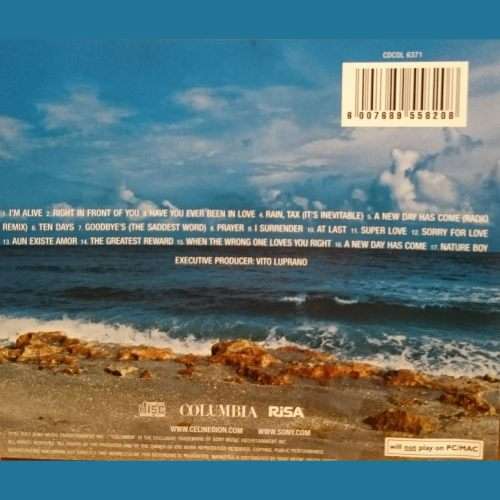 CDCOL 6371
6 007689 558208
1. I'M ALIVE 2. RIGHT IN FRONT OF YOU 3. HAVE YOU EVER BEEN IN LOVE 4. RAIN, TAX (IT'S INEVITABLE) 5. A NEW DAY HAS COME (RADIO
REMIX) 6. TEN DAYS 7. GOODBYE'S (THE SADDEST WORD) 8. PRAYER 9. I SURRENDER 10. AT LAST 11. SUPER LOVE 12. SORRY FOR LOVE
13. AUN EXISTE AMOR 14. THE GREATEST REWARD 15. WHEN THE WRONG ONE LOVES YOU RIGHT 16. A NEW DAY HAS COME 17. NATURE BOY
EXECUTIVE PRODUCER: VITO LUPRANO
COMPACT disc DIGITAL AUDIO COLUMBIA RiSA
WWW.CELINEDION.COM WWW.SONY.COM
will not play on PC/MAC